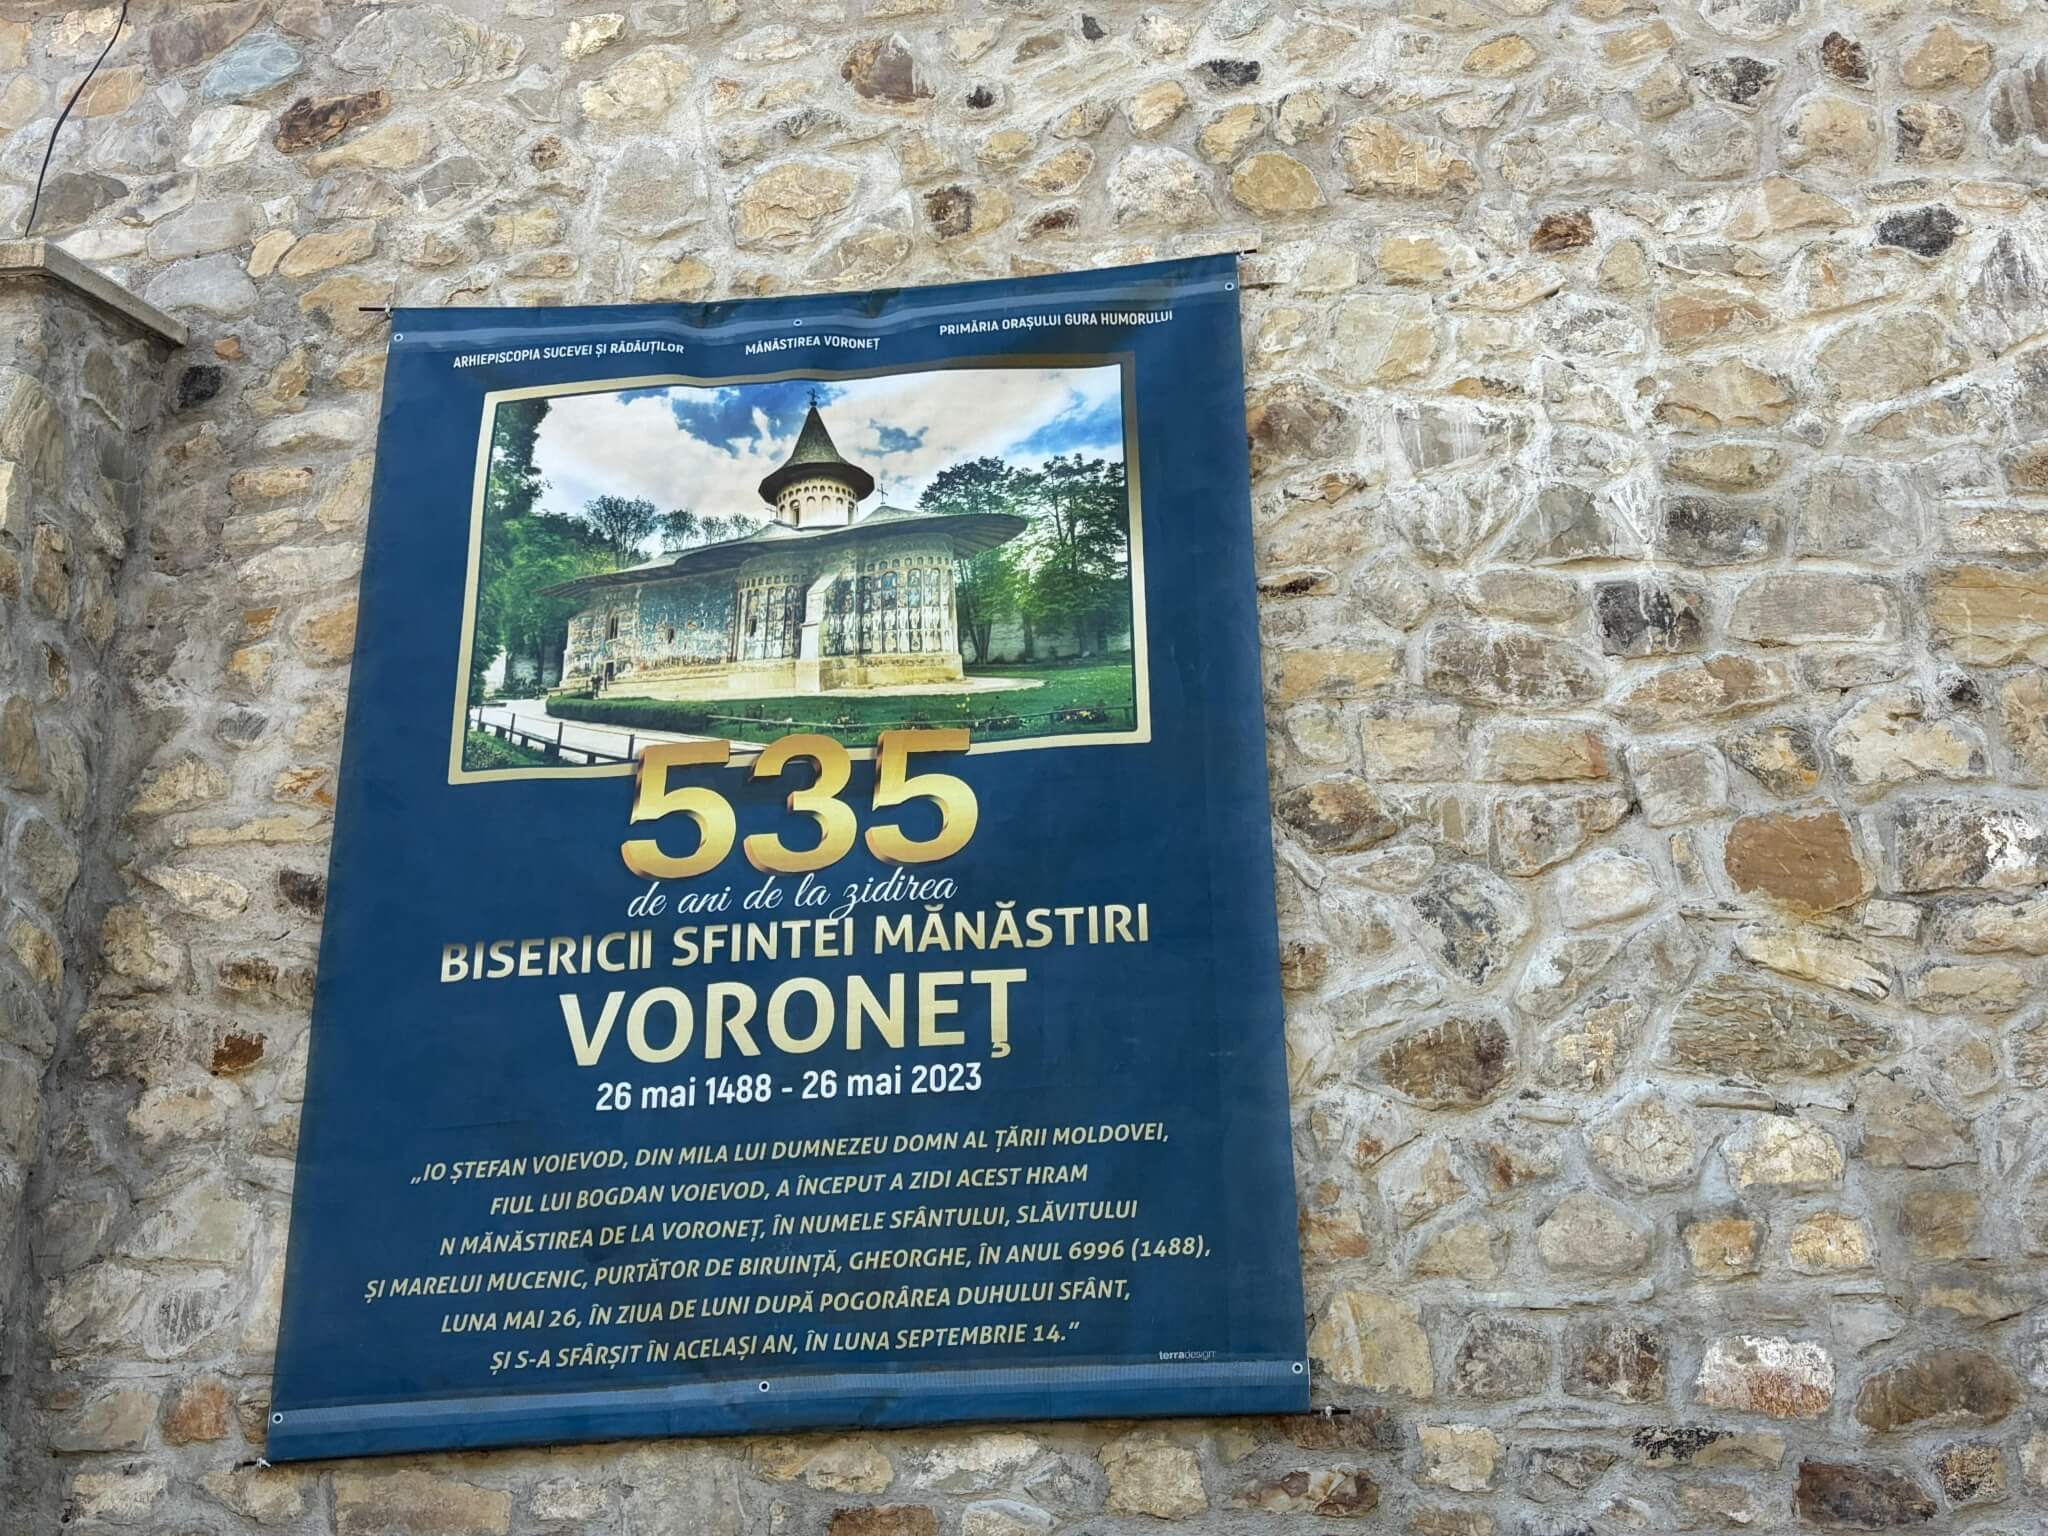 ARHIEPISCOPIA SUCEVEI ȘI RĂDĂUȚILOR
MĂNĂSTIREA VORONEȚ
PRIMĂRIA ORAȘULUI GURA HUMORULUI
535
de ani de la zidirea
BISERICII SFINTEI MĂNĂSTIRI
VORONEȚ
26 mai 1488 - 26 mai 2023
„IO ȘTEFAN VOIEVOD, DIN MILA LUI DUMNEZEU DOMN AL ȚĂRII MOLDOVEI,
FIUL LUI BOGDAN VOIEVOD, A ÎNCEPUT A ZIDI ACEST HRAM
N MĂNĂSTIREA DE LA VORONEȚ, ÎN NUMELE SFÂNTULUI, SLĂVITULUI
ȘI MARELUI MUCENIC, PURTĂTOR DE BIRUINȚĂ, GHEORGHE, ÎN ANUL 6996 (1488),
LUNA MAI 26, ÎN ZIUA DE LUNI DUPĂ POGORÂREA DUHULUI SFÂNT,
ȘI S-A SFÂRȘIT ÎN ACELAȘI AN, ÎN LUNA SEPTEMBRIE 14.”
terradesign